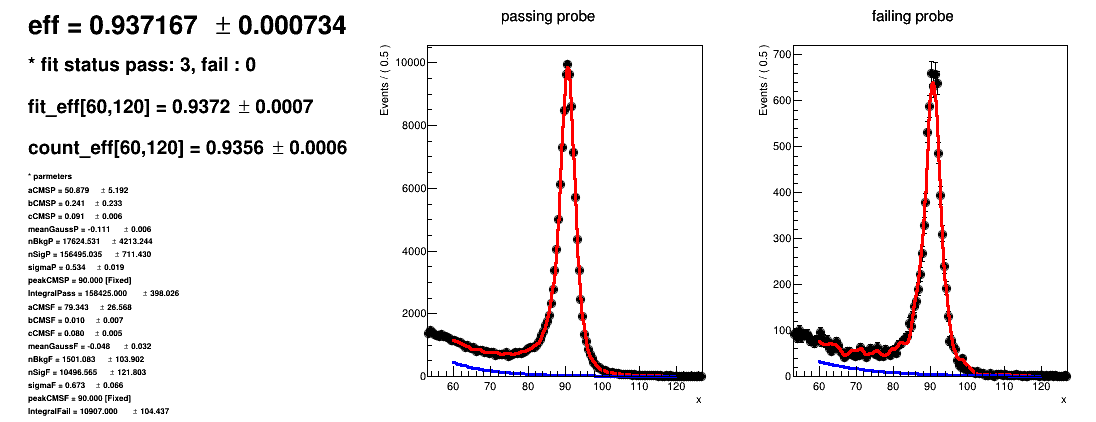 eff = 0.937167 ± 0.000734
* fit status pass: 3, fail : 0
fit_eff[60,120] = 0.9372 ± 0.0007
count_eff[60,120] = 0.9356 ± 0.0006
* parmeters
aCMSP = 50.879 ± 5.192
bCMSP = 0.241 ± 0.233
cCMSP = 0.091 ± 0.006
meanGaussP = -0.111 ± 0.006
nBkgP = 17624.531 ± 4213.244
nSigP = 156495.035 ± 711.430
sigmaP = 0.534 ± 0.019
peakCMSP = 90.000 [Fixed]
IntegralPass = 158425.000 ± 398.026
aCMSF = 79.343 ± 26.568
bCMSF = 0.010 ± 0.007
cCMSF = 0.080 ± 0.005
meanGaussF = -0.048 ± 0.032
nBkgF = 1501.083 ± 103.902
nSigF = 10496.565 ± 121.803
sigmaF = 0.673 ± 0.066
peakCMSF = 90.000 [Fixed]
IntegralFail = 10907.000 ± 104.437
passing probe
Events / ( 0.5 )
10000
8000
6000
4000
2000
0
60 70 80 90 100 110 120
x
failing probe
Events / ( 0.5 )
700
600
500
400
300
200
100
0
60 70 80 90 100 110 120
x